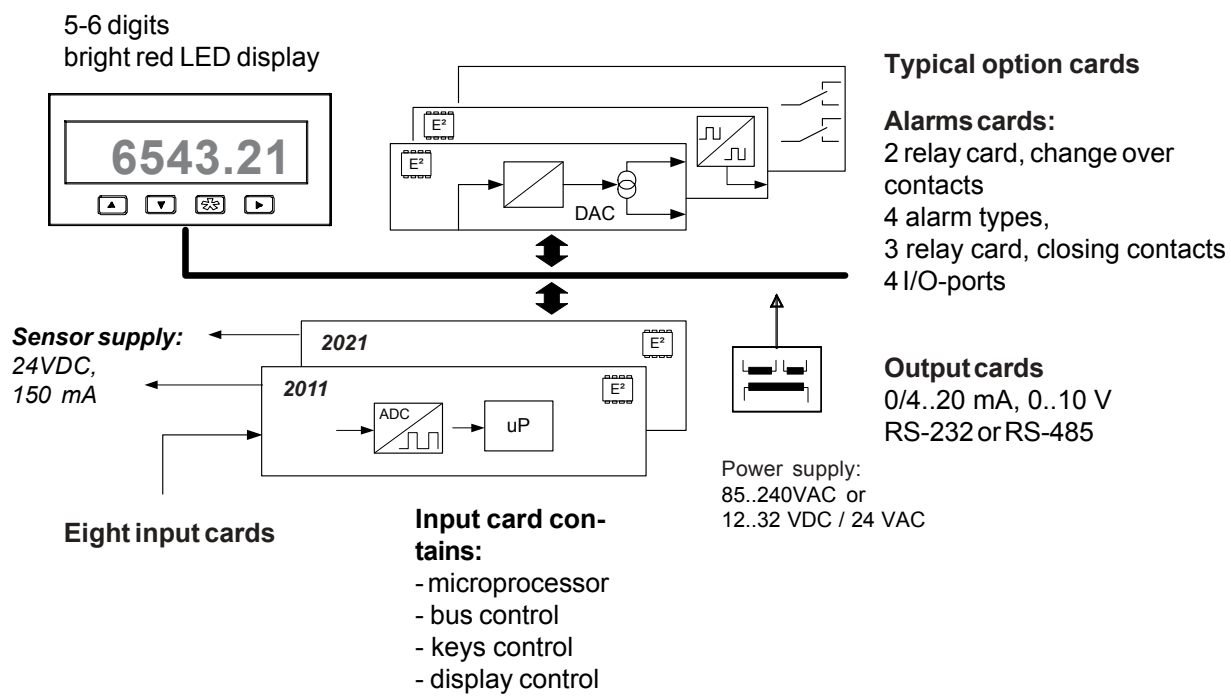 5-6 digits
bright red LED display
6543.21
E²
E²
DAC
Typical option cards
Alarms cards:
2 relay card, change over
contacts
4 alarm types,
3 relay card, closing contacts
4 I/O-ports
Output cards
0/4..20 mA, 0..10 V
RS-232 or RS-485
Sensor supply:
24VDC,
150 mA
2021
E²
2011
E²
ADC
uP
Power supply:
85..240VAC or
12..32 VDC / 24 VAC
Eight input cards
Input card con-
tains:
- microprocessor
- bus control
- keys control
- display control